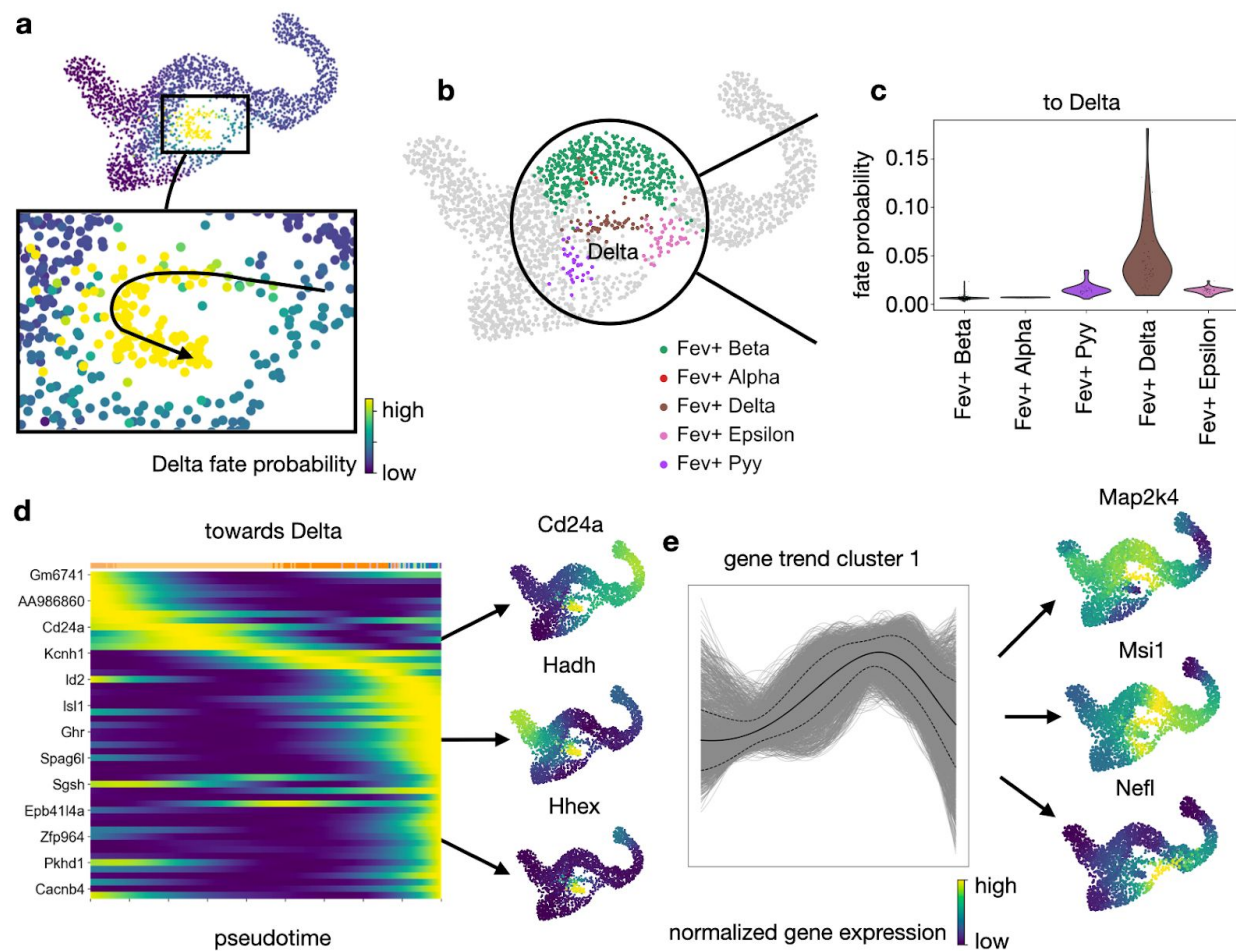 a
high
low
Delta fate probability
b
Delta
Fev+ Beta
Fev+ Alpha
Fev+ Delta
Fev+ Epsilon
Fev+ Pyy
c
to Delta
fate probability
0.15
0.10
0.05
0.00
Fev+ Beta
Fev+ Alpha
Fev+ Pyy
Fev+ Delta
Fev+ Epsilon
d
towards Delta
Gm6741
AA986860
Cd24a
Kcnh1
Id2
Isl1
Ghr
Spag6l
Sgsh
Epb41l4a
Zfp964
Pkhd1
Cacnb4
pseudotime
Cd24a
Hadh
Hhex
e
gene trend cluster 1
Map2k4
Msi1
Nefl
high
low
normalized gene expression